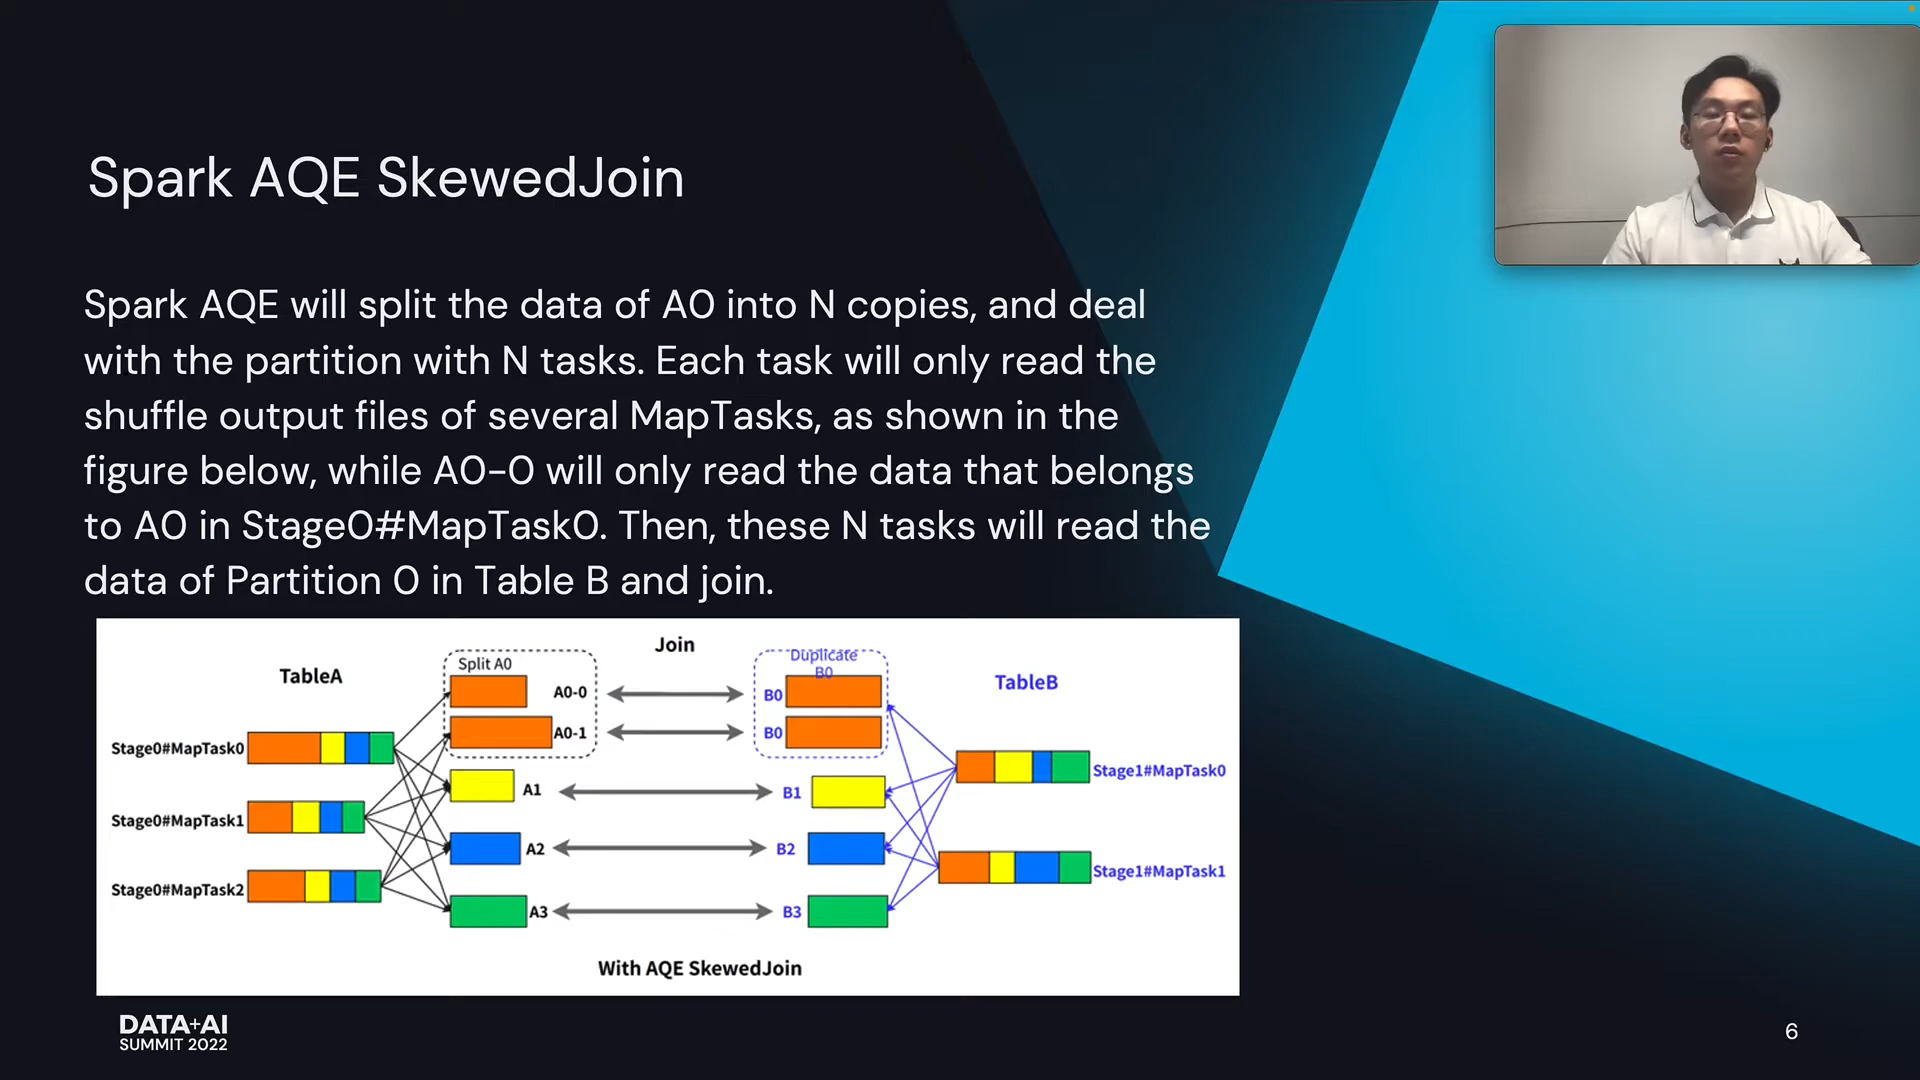 Spark AQE SkewedJoin
Spark AQE will split the data of A0 into N copies, and deal
with the partition with N tasks. Each task will only read the
shuffle output files of several MapTasks, as shown in the
figure below, while A0-0 will only read the data that belongs
to A0 in Stage0#MapTask0. Then, these N tasks will read the
data of Partition 0 in Table B and join.
Join
TableA
Split A0
Duplicate
B0
TableB
A0-0
B0
A0-1
B0
Stage0#MapTask0
Stage1#MapTask0
A1
B1
Stage0#MapTask1
A2
B2
Stage1#MapTask1
Stage0#MapTask2
A3
B3
With AQE SkewedJoin
DATA+AI
SUMMIT 2022
6